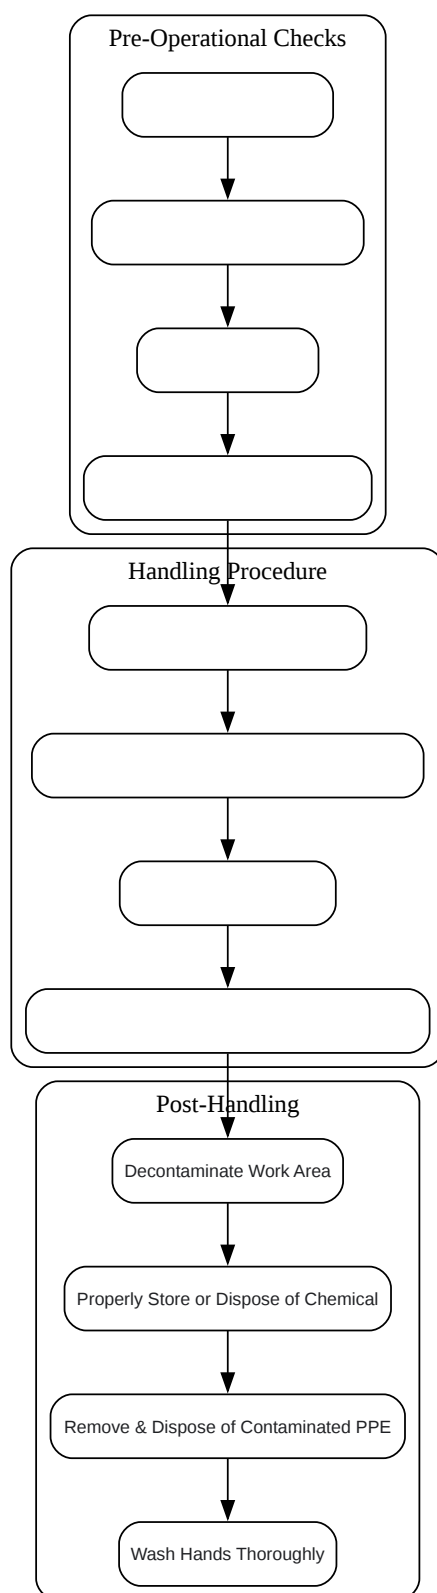 Pre-Operational Checks
Handling Procedure
Post-Handling
Decontaminate Work Area
Properly Store or Dispose of Chemical
Remove & Dispose of Contaminated PPE
Wash Hands Thoroughly